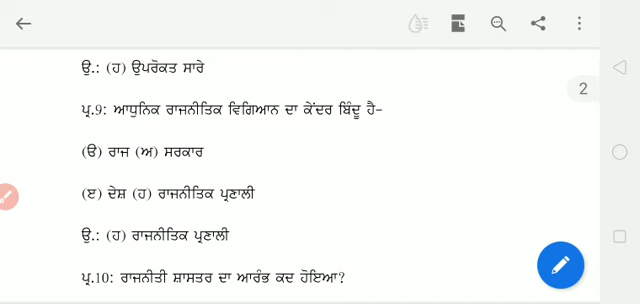 ਉ.: (ਹ) ਉਪਰੋਕਤ ਸਾਰੇ
2
ਪ੍ਰ.9: ਆਧੁਨਿਕ ਰਾਜਨੀਤਿਕ ਵਿਗਿਆਨ ਦਾ ਕੇਂਦਰ ਬਿੰਦੂ ਹੈ-
(ੳ) ਰਾਜ (ਅ) ਸਰਕਾਰ
(ੲ) ਦੇਸ਼ (ਹ) ਰਾਜਨੀਤਿਕ ਪ੍ਰਣਾਲੀ
ਉ.: (ਹ) ਰਾਜਨੀਤਿਕ ਪ੍ਰਣਾਲੀ
ਪ੍ਰ.10: ਰਾਜਨੀਤੀ ਸ਼ਾਸਤਰ ਦਾ ਆਰੰਭ ਕਦ ਹੋਇਆ?